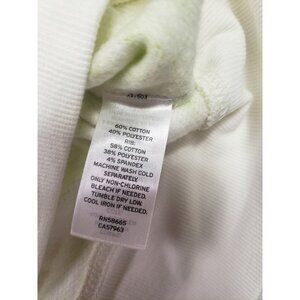 60% COTTON
40% POLYESTER
RIB:
58% COTTON
38% POLYESTER
4% SPANDEX
MACHINE WASH COLD
SEPARATELY
ONLY NON-CHLORINE
BLEACH IF NEEDED.
TUMBLE DRY LOW.
COOL IRON IF NEEDED.
RN58665
CA57963